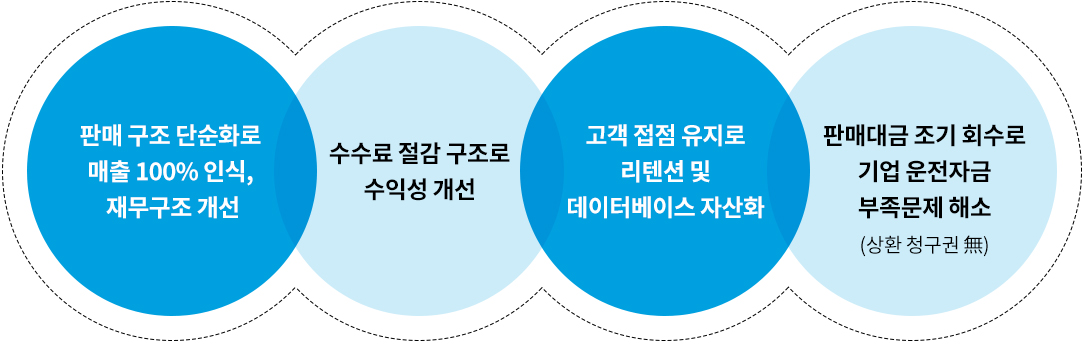 판매 구조 단순화로
매출 100% 인식,
재무구조 개선
수수료 절감 구조로
수익성 개선
고객 접점 유지로
리텐션 및
데이터베이스 자산화
판매대금 조기 회수로
기업 운전자금
부족문제 해소
(상환 청구권 無)